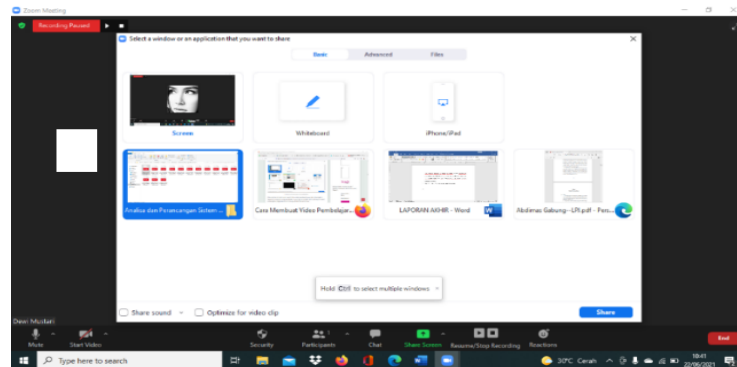 Zoom Meeting
Recording Paused
Select a window or an application that you want to share
Basic Advanced Files
Screen Whiteboard iPhone/iPad
Analisa dan Perancangan Sistem ... Cara Membuat Video Pembelajar... LAPORAN AKHIR - Word Abdimas Gabung--LRI.pdf - Pers...
Hold Ctrl to select multiple windows
Share sound Optimize for video clip Share
Dewi Mustari
Mute Start Video Security Participants Chat Share Screen Resume/Stop Recording Reactions End
Type here to search 30°C Cerah 18:41
22/06/2021